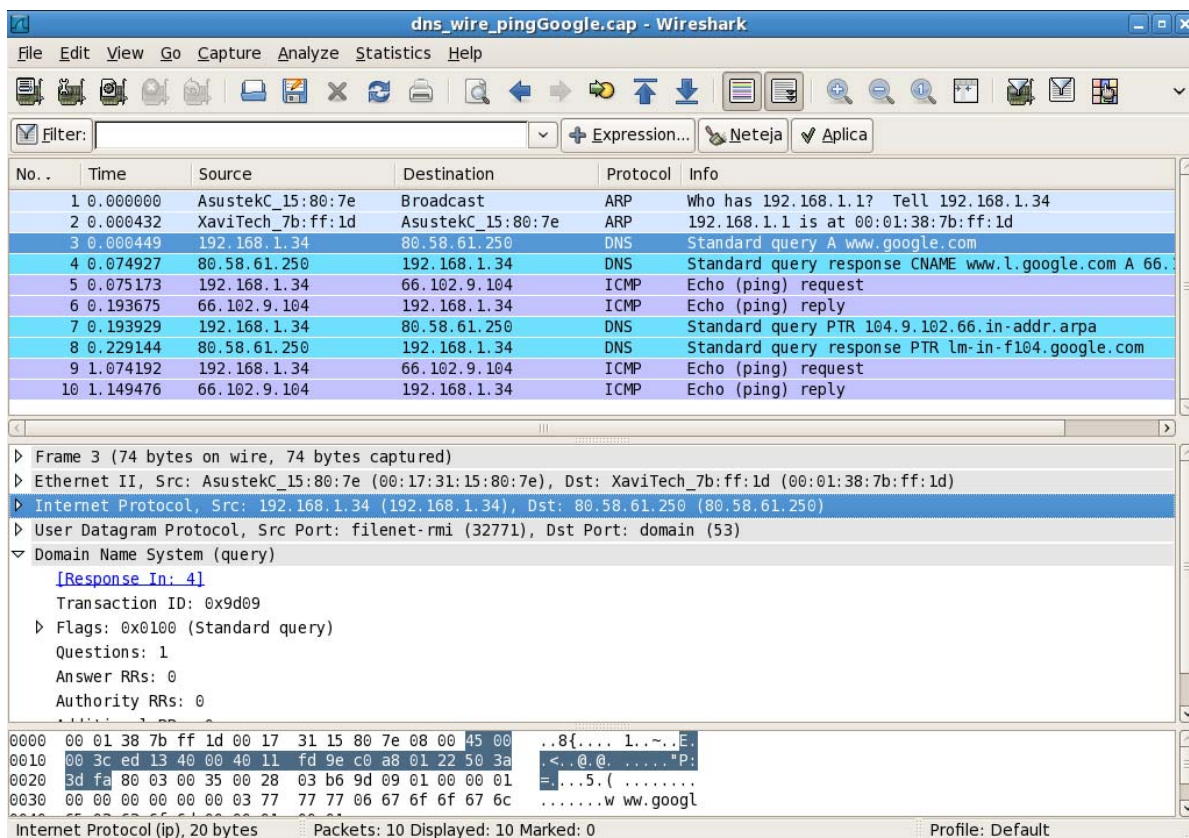 dns_wire_pingGoogle.cap - Wireshark
File Edit View Go Capture Analyze Statistics Help
Filter: Expression... Neteja Aplica
No. . Time Source Destination Protocol Info
1 0.000000 AsustekC_15:80:7e Broadcast ARP Who has 192.168.1.1? Tell 192.168.1.34
2 0.000432 XaviTech_7b:ff:1d AsustekC_15:80:7e ARP 192.168.1.1 is at 00:01:38:7b:ff:1d
3 0.000449 192.168.1.34 80.58.61.250 DNS Standard query A www.google.com
4 0.074927 80.58.61.250 192.168.1.34 DNS Standard query response CNAME www.l.google.com A 66.
5 0.075173 192.168.1.34 66.102.9.104 ICMP Echo (ping) request
6 0.193675 66.102.9.104 192.168.1.34 ICMP Echo (ping) reply
7 0.193929 192.168.1.34 80.58.61.250 DNS Standard query PTR 104.9.102.66.in-addr.arpa
8 0.229144 80.58.61.250 192.168.1.34 DNS Standard query response PTR lm-in-f104.google.com
9 1.074192 192.168.1.34 66.102.9.104 ICMP Echo (ping) request
10 1.149476 66.102.9.104 192.168.1.34 ICMP Echo (ping) reply
Frame 3 (74 bytes on wire, 74 bytes captured)
Ethernet II, Src: AsustekC_15:80:7e (00:17:31:15:80:7e), Dst: XaviTech_7b:ff:1d (00:01:38:7b:ff:1d)
Internet Protocol, Src: 192.168.1.34 (192.168.1.34), Dst: 80.58.61.250 (80.58.61.250)
User Datagram Protocol, Src Port: filenet-rmi (32771), Dst Port: domain (53)
Domain Name System (query)
[Response In: 4]
Transaction ID: 0x9d09
Flags: 0x0100 (Standard query)
Questions: 1
Answer RRs: 0
Authority RRs: 0
0000 00 01 38 7b ff 1d 00 17 31 15 80 7e 08 00 45 00 ..8{.... 1..~..E.
0010 00 3c ed 13 40 00 40 11 fd 9e c0 a8 01 22 50 3a .<..@.@. ....."P:
0020 3d fa 80 03 00 35 00 28 03 b6 9d 09 01 00 00 01 =....5.( ........
0030 00 00 00 00 00 00 03 77 77 77 06 67 6f 6f 67 6c .......w ww.googl
Internet Protocol (ip), 20 bytes Packets: 10 Displayed: 10 Marked: 0 Profile: Default